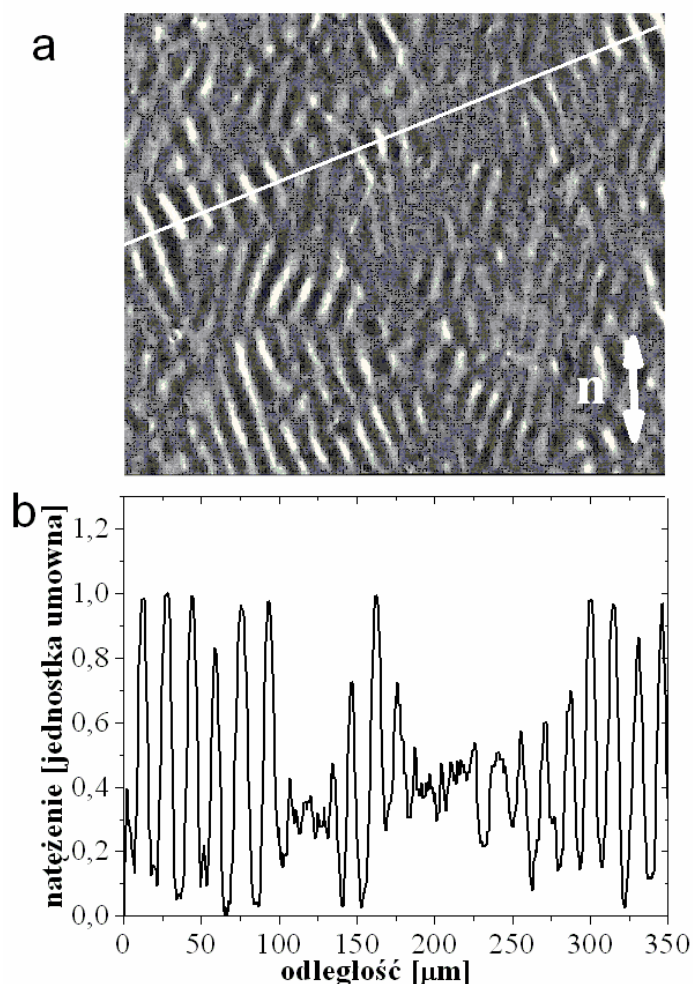 a
n
b
natężenie [jednostka umowna]
1,2
1,0
0,8
0,6
0,4
0,2
0,0
0 50 100 150 200 250 300 350
odległość [μm]